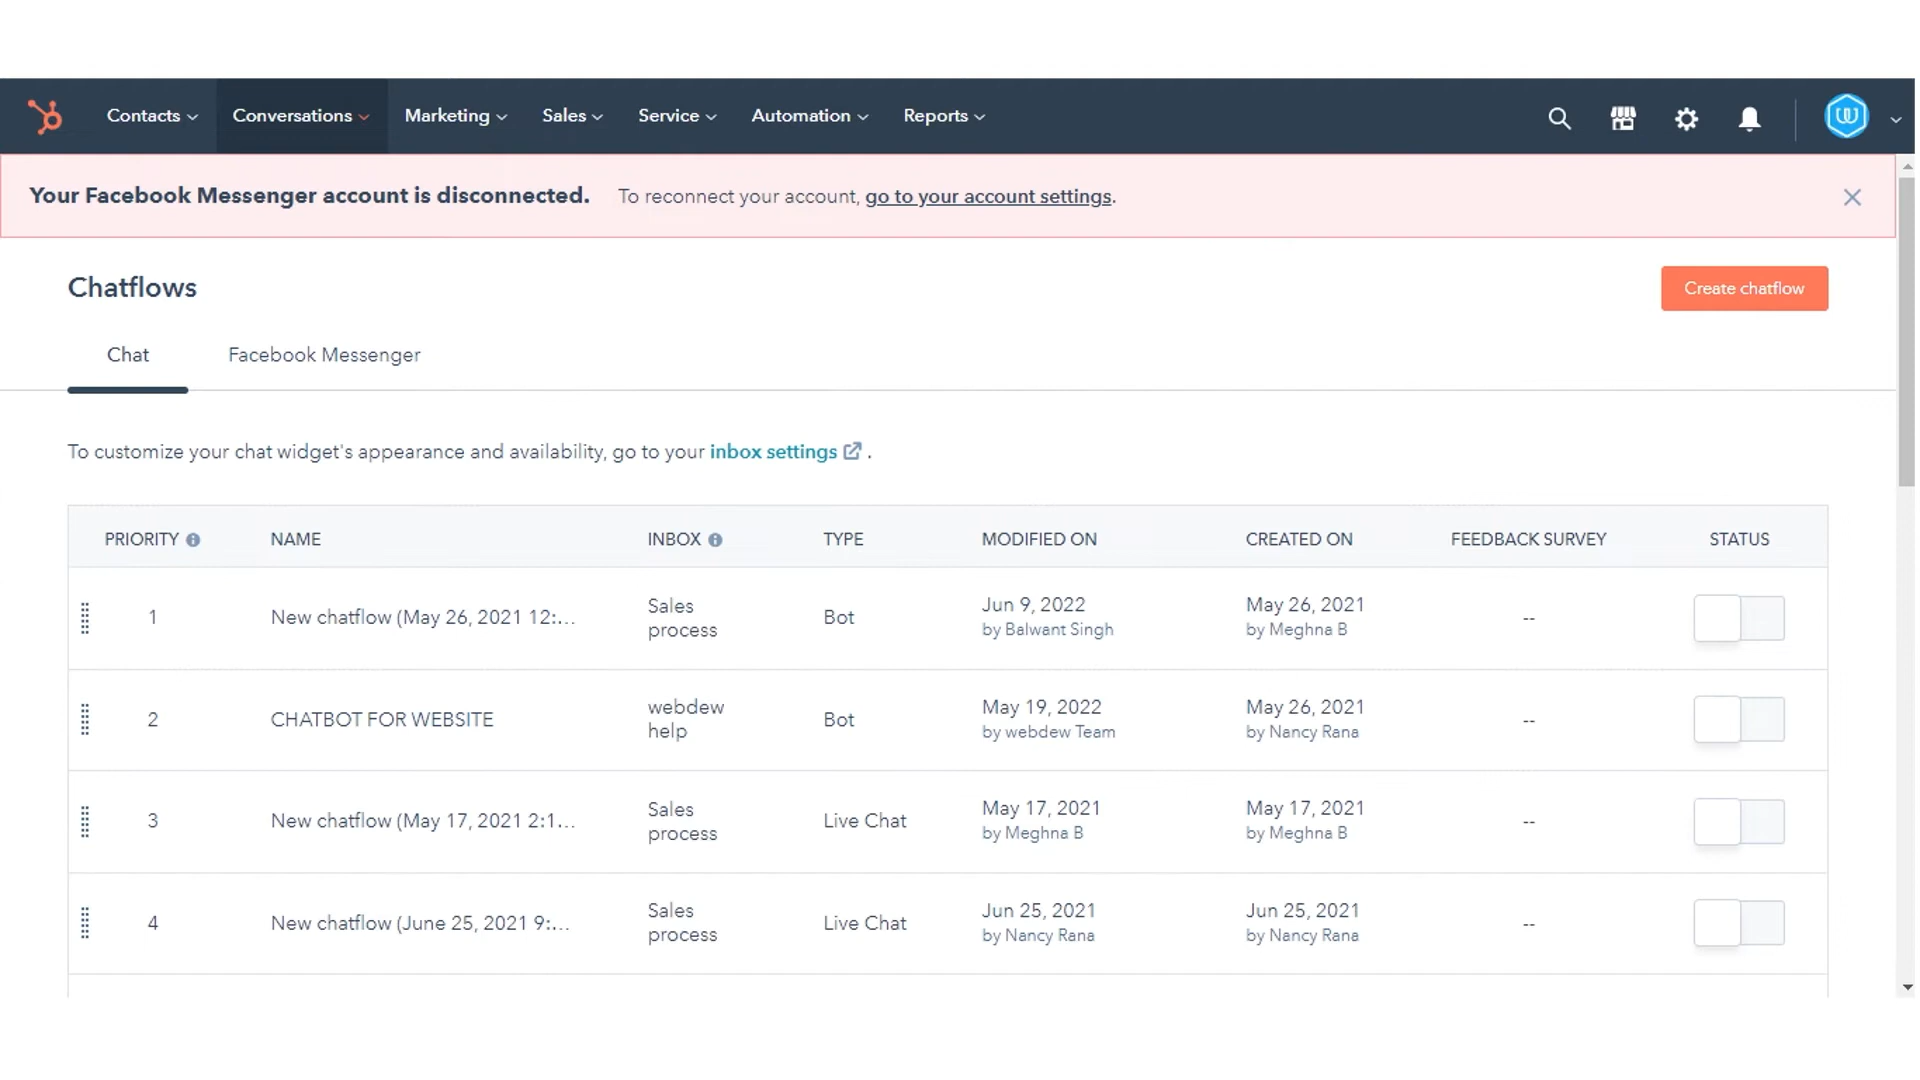 Contacts Conversations Marketing Sales Service Automation Reports
Your Facebook Messenger account is disconnected. To reconnect your account, go to your account settings.
Chatflows
Create chatflow
Chat Facebook Messenger
To customize your chat widget's appearance and availability, go to your inbox settings .
PRIORITY NAME INBOX TYPE MODIFIED ON CREATED ON FEEDBACK SURVEY STATUS
1 New chatflow (May 26, 2021 12:... Sales process Bot Jun 9, 2022 by Balwant Singh May 26, 2021 by Meghna B --
2 CHATBOT FOR WEBSITE webdew help Bot May 19, 2022 by webdew Team May 26, 2021 by Nancy Rana --
3 New chatflow (May 17, 2021 2:1... Sales process Live Chat May 17, 2021 by Meghna B May 17, 2021 by Meghna B --
4 New chatflow (June 25, 2021 9:... Sales process Live Chat Jun 25, 2021 by Nancy Rana Jun 25, 2021 by Nancy Rana --